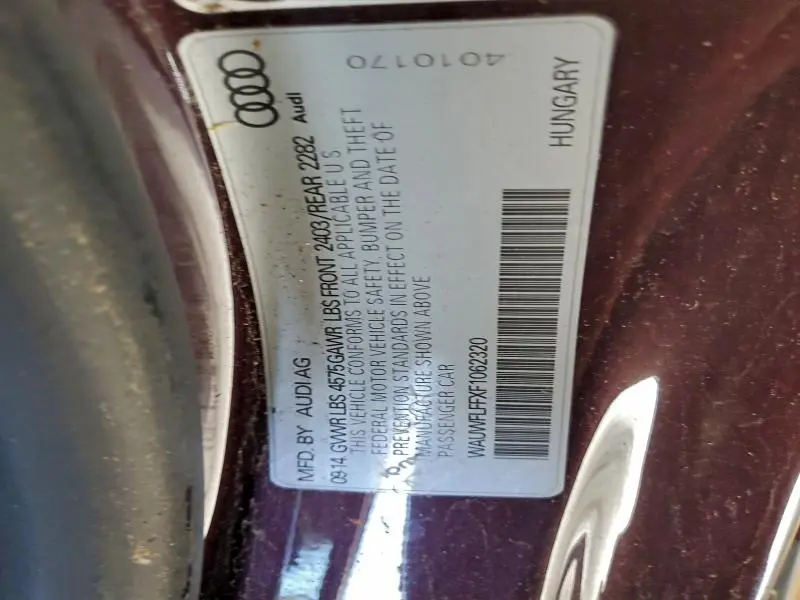 Audi
4010170
MFD. BY AUDI AG
09 14 GVWR LBS 4575 GAWR LBS FRONT 2403/REAR 2282
THIS VEHICLE CONFORMS TO ALL APPLICABLE U S
FEDERAL MOTOR VEHICLE SAFETY, BUMPER AND THEFT
PREVENTION STANDARDS IN EFFECT ON THE DATE OF
MANUFACTURE SHOWN ABOVE
PASSENGER CAR
WAUWFLFFXF1062320
HUNGARY